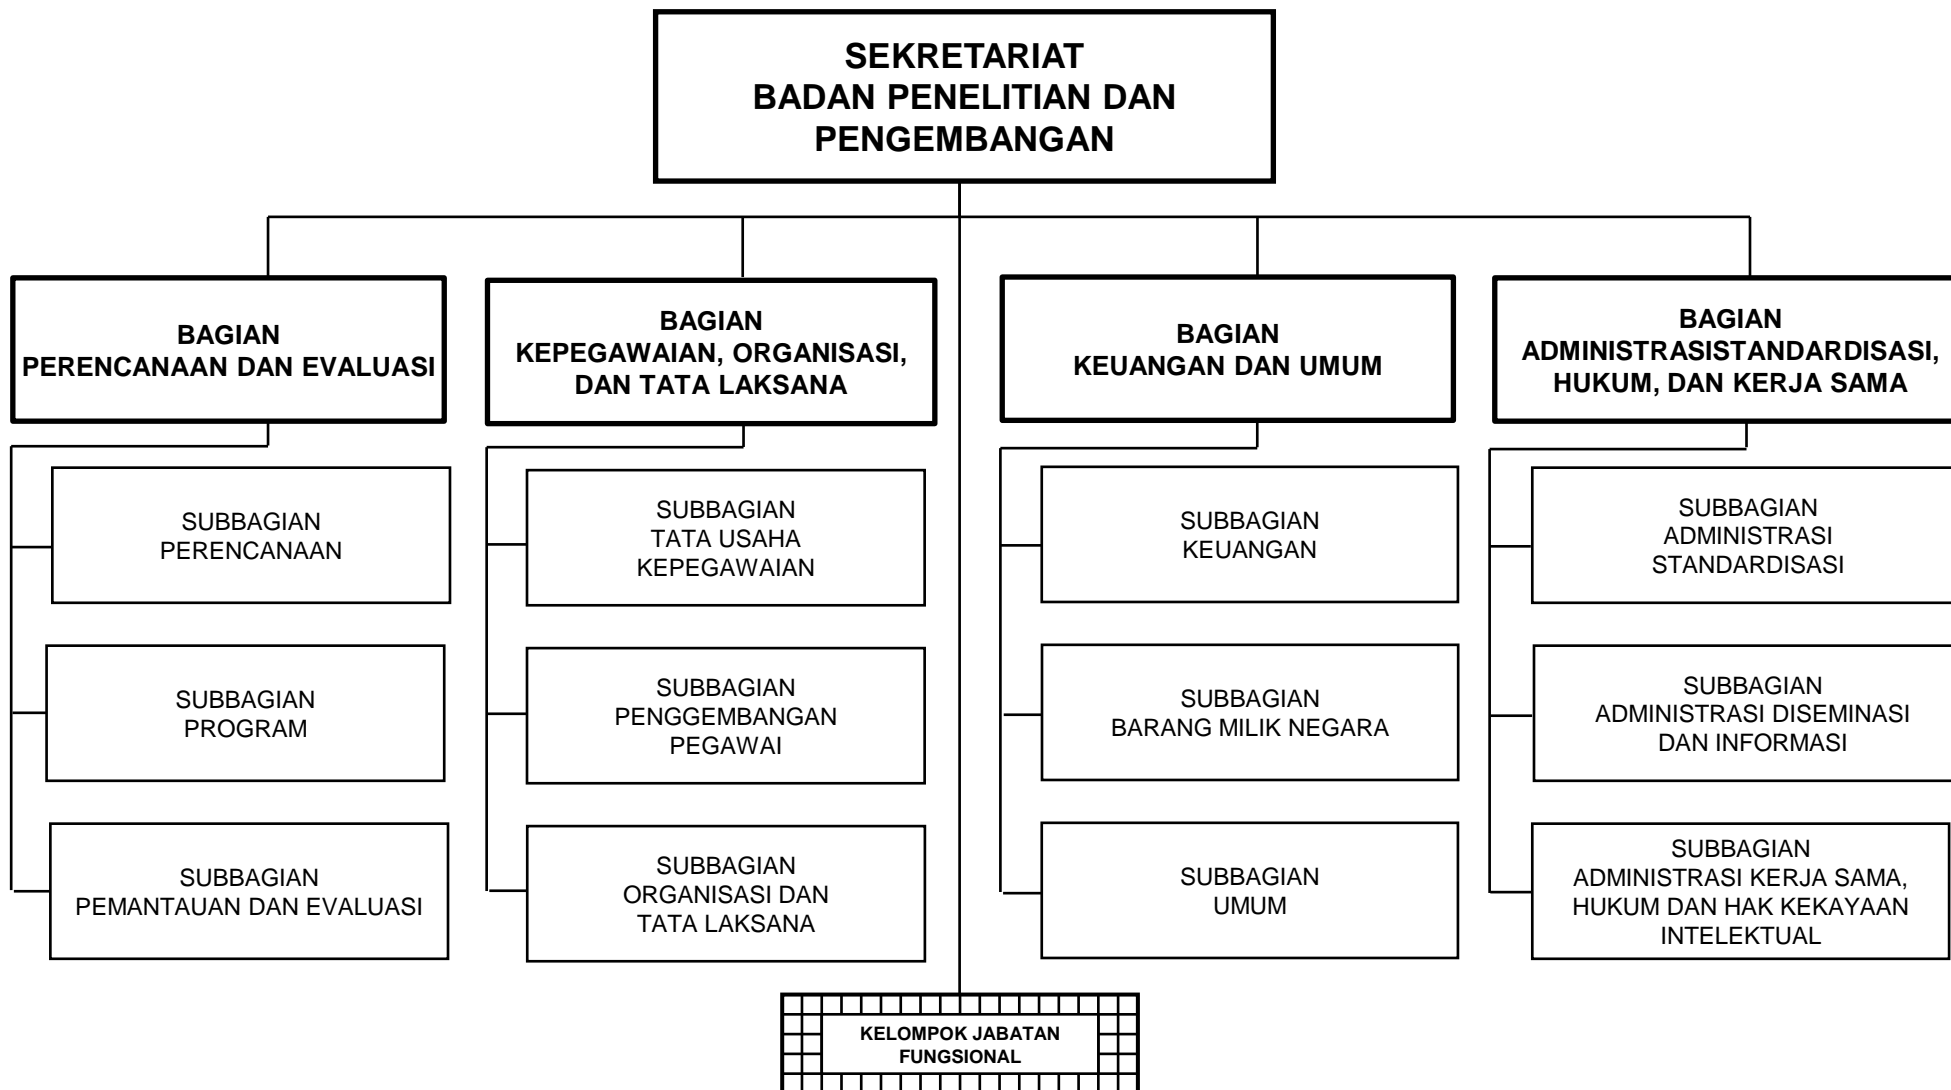 SEKRETARIAT
BADAN PENELITIAN DAN
PENGEMBANGAN
BAGIAN
PERENCANAAN DAN EVALUASI
BAGIAN
KEPEGAWAIAN, ORGANISASI,
DAN TATA LAKSANA
BAGIAN
KEUANGAN DAN UMUM
BAGIAN
ADMINISTRASISTANDARDISASI,
HUKUM, DAN KERJA SAMA
SUBBAGIAN
PERENCANAAN
SUBBAGIAN
TATA USAHA
KEPEGAWAIAN
SUBBAGIAN
KEUANGAN
SUBBAGIAN
ADMINISTRASI
STANDARDISASI
SUBBAGIAN
PROGRAM
SUBBAGIAN
PENGGEMBANGAN
PEGAWAI
SUBBAGIAN
BARANG MILIK NEGARA
SUBBAGIAN
ADMINISTRASI DISEMINASI
DAN INFORMASI
SUBBAGIAN
PEMANTAUAN DAN EVALUASI
SUBBAGIAN
ORGANISASI DAN
TATA LAKSANA
SUBBAGIAN
UMUM
SUBBAGIAN
ADMINISTRASI KERJA SAMA,
HUKUM DAN HAK KEKAYAAN
INTELEKTUAL
KELOMPOK JABATAN
FUNGSIONAL